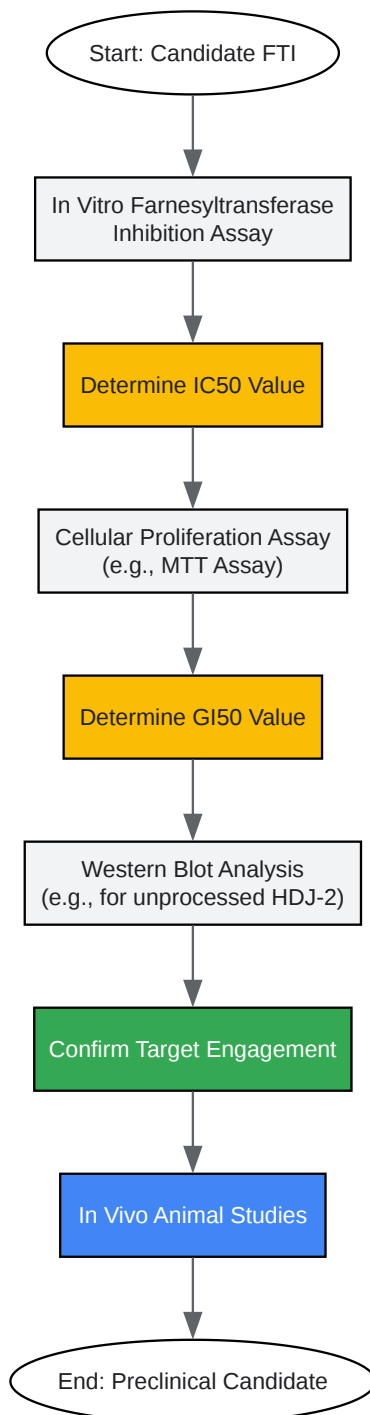 Start: Candidate FTI
In Vitro Farnesyltransferase
Inhibition Assay
Determine IC50 Value
Cellular Proliferation Assay
(e.g., MTT Assay)
Determine GI50 Value
Western Blot Analysis
(e.g., for unprocessed HDJ-2)
Confirm Target Engagement
In Vivo Animal Studies
End: Preclinical Candidate